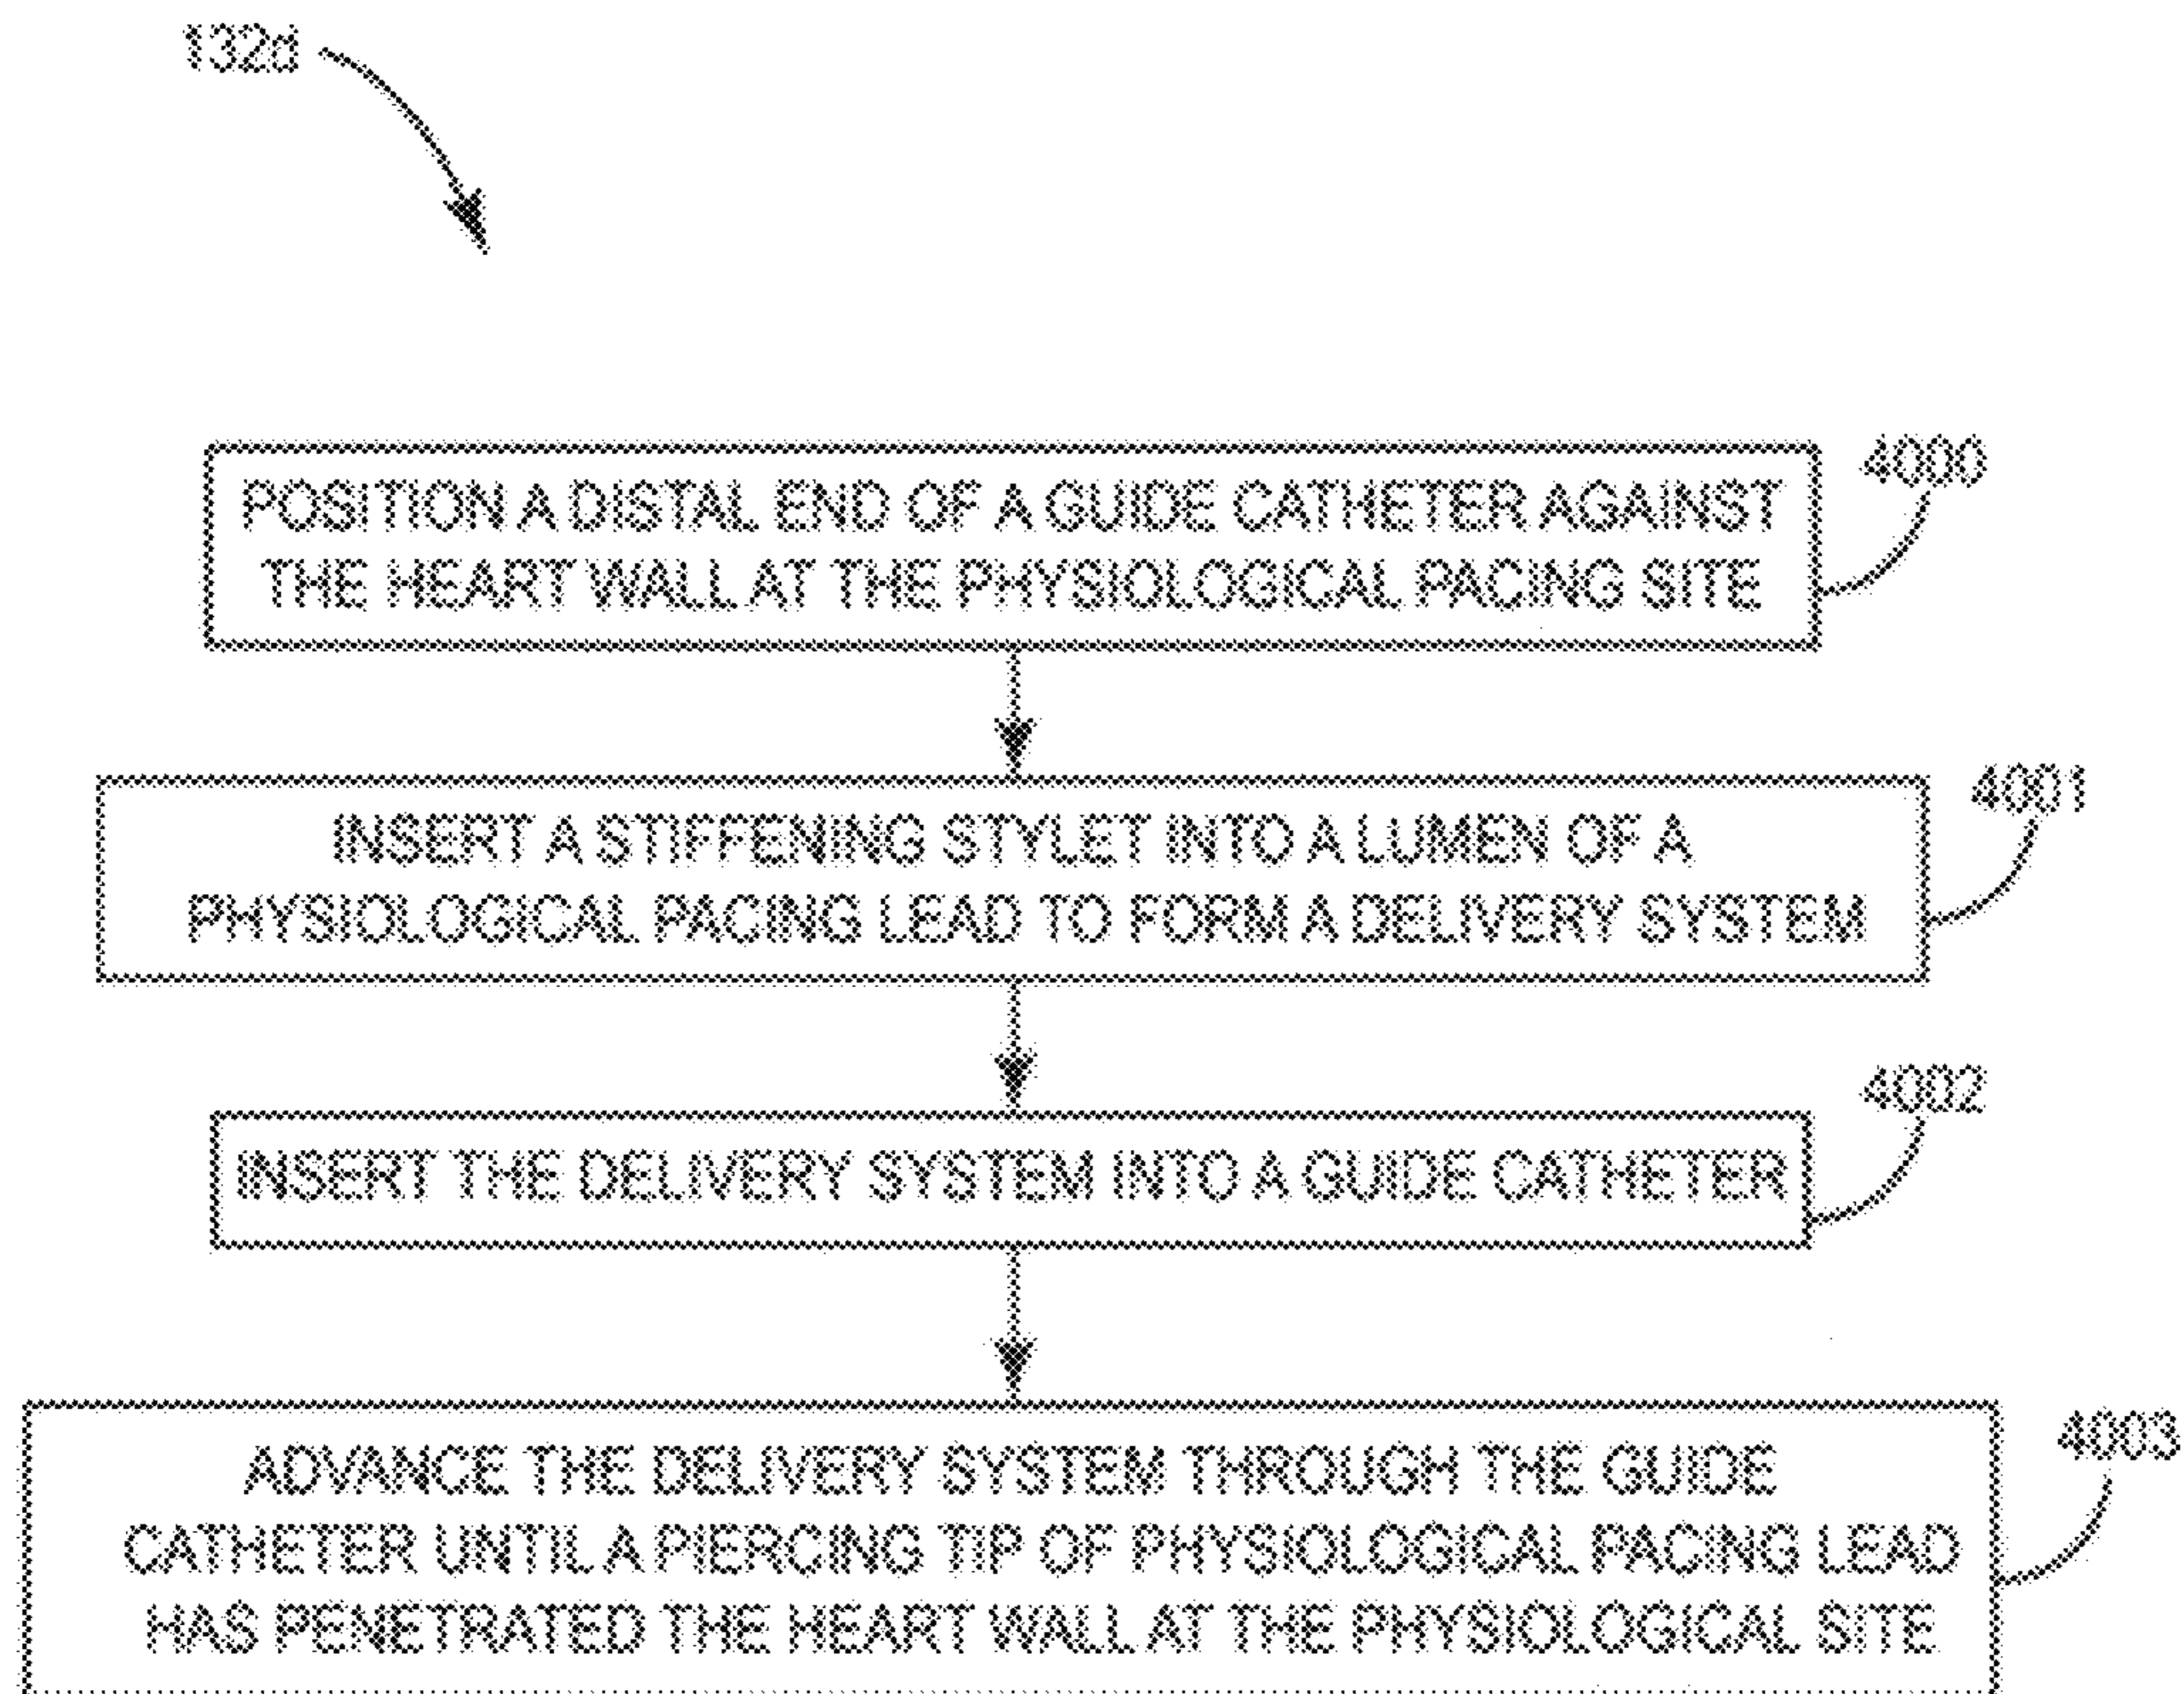 132d
4000
POSITION A DISTAL END OF A GUIDE CATHETER AGAINST
THE HEART WALL AT THE PHYSIOLOGICAL PACING SITE
4001
INSERT A STIFFENING STYLET INTO A LUMEN OF A
PHYSIOLOGICAL PACING LEAD TO FORM A DELIVERY SYSTEM
4002
INSERT THE DELIVERY SYSTEM INTO A GUIDE CATHETER
4003
ADVANCE THE DELIVERY SYSTEM THROUGH THE GUIDE
CATHETER UNTIL A PIERCING TIP OF PHYSIOLOGICAL PACING LEAD
HAS PENETRATED THE HEART WALL AT THE PHYSIOLOGICAL SITE